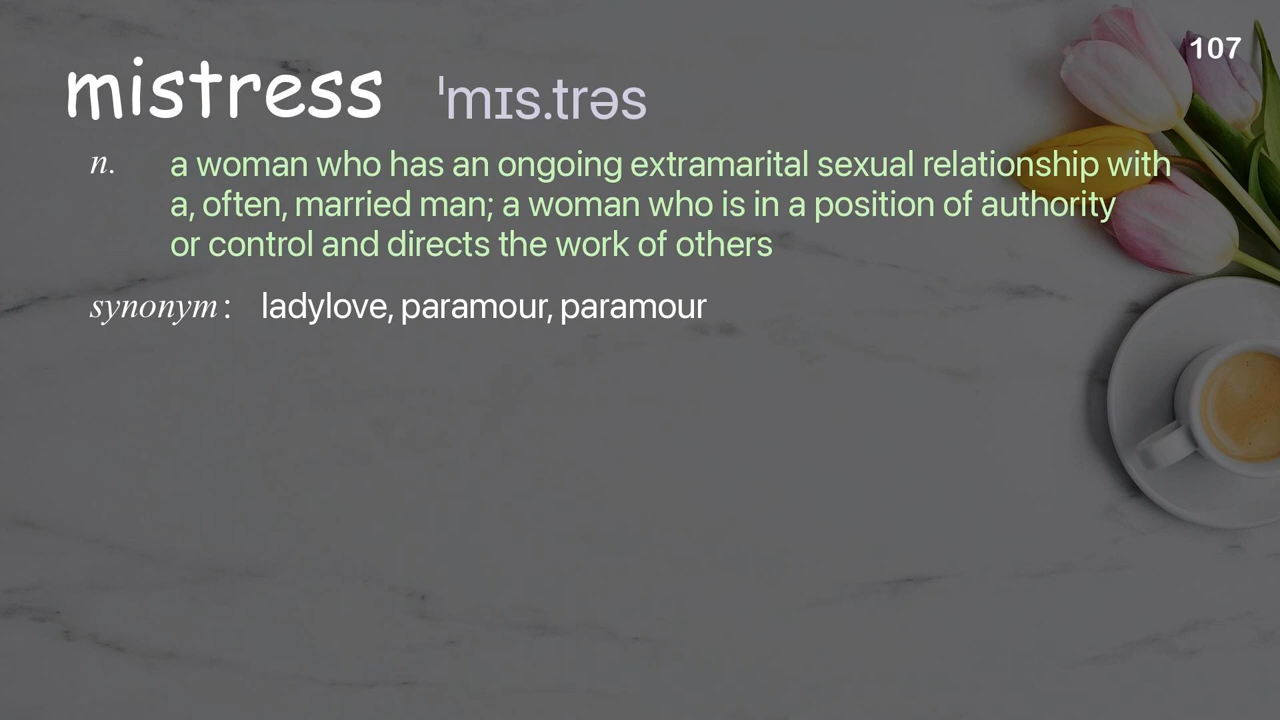 107
mistress ˈmɪs.trəs
n. a woman who has an ongoing extramarital sexual relationship with
a, often, married man; a woman who is in a position of authority
or control and directs the work of others
synonym : ladylove, paramour, paramour